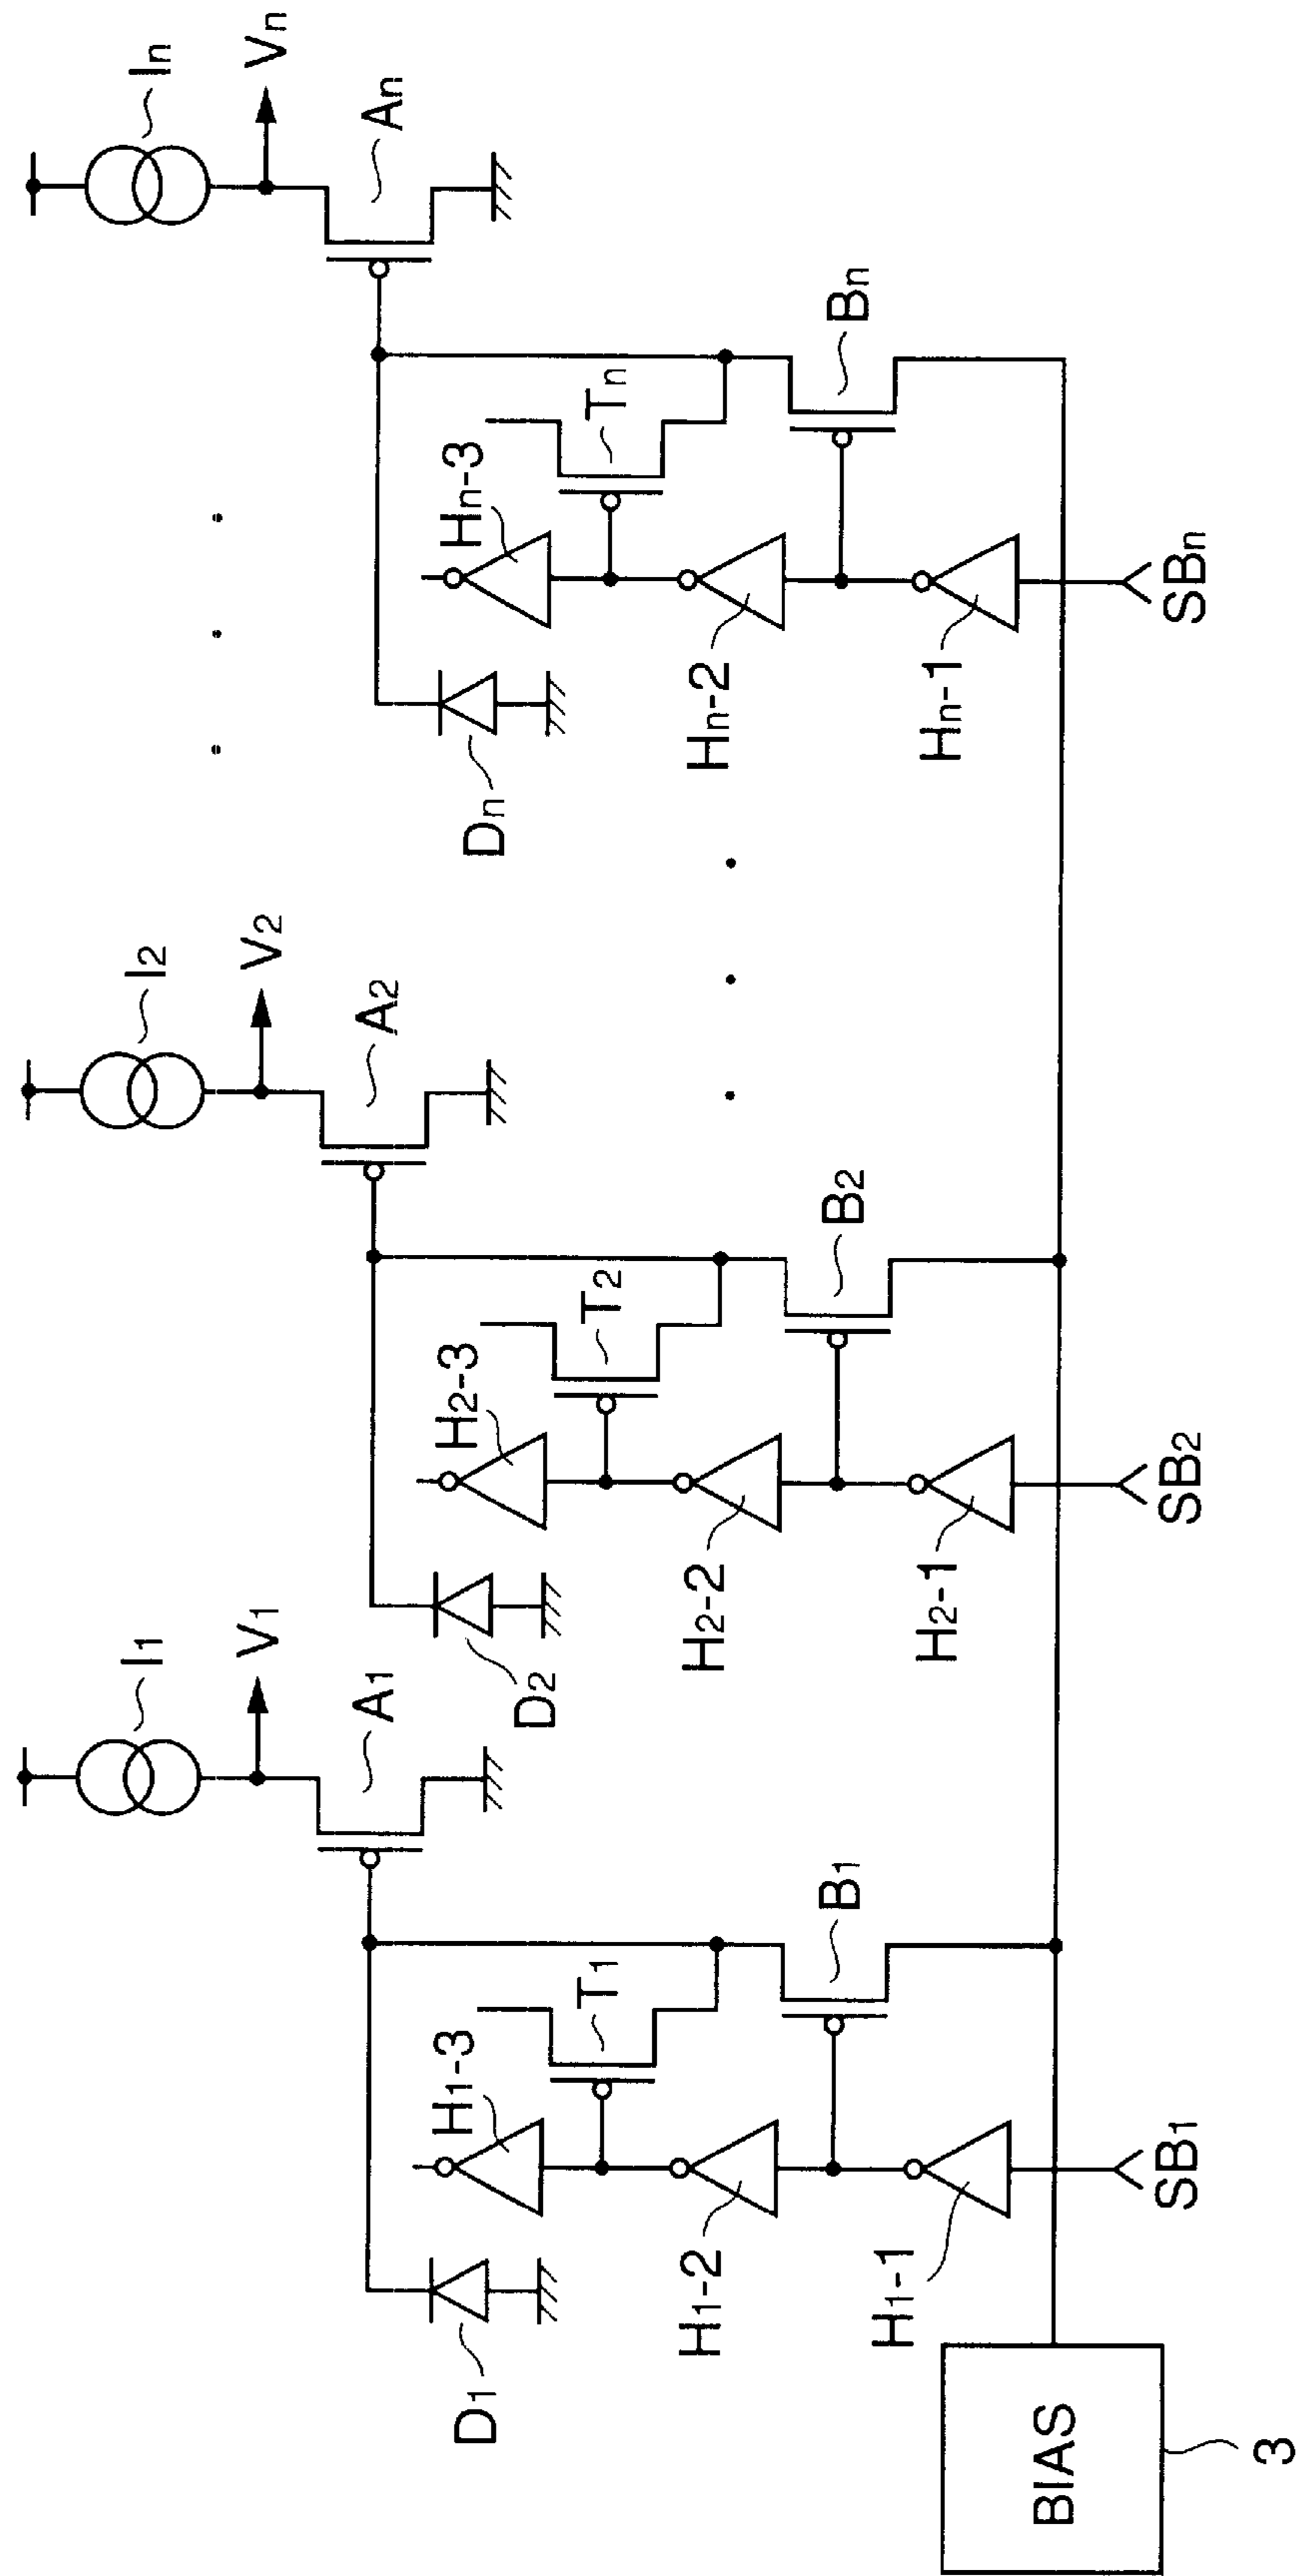 I1
V1
A1
D1
H1-3
T1
H1-2
B1
H1-1
SB1
I2
V2
A2
D2
H2-3
T2
H2-2
B2
H2-1
SB2
In
Vn
An
Dn
Hn-3
Tn
Hn-2
Bn
Hn-1
SBn
BIAS
3